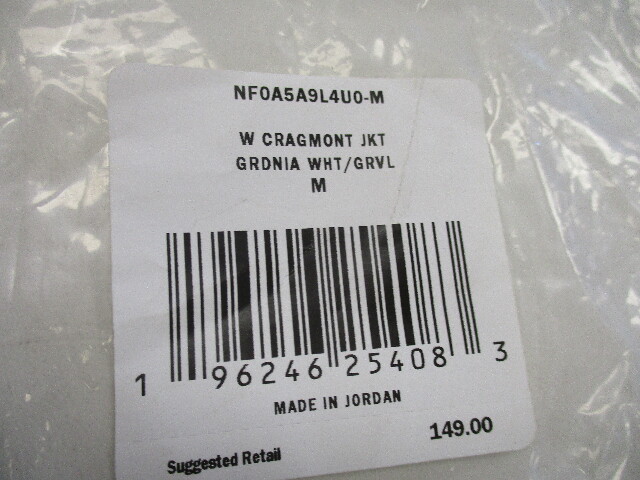 NF0A5A9L4U0-M
W CRAGMONT JKT
GRDNIA WHT/GRVL
M
1 96246 25408 3
MADE IN JORDAN
149.00
Suggested Retail